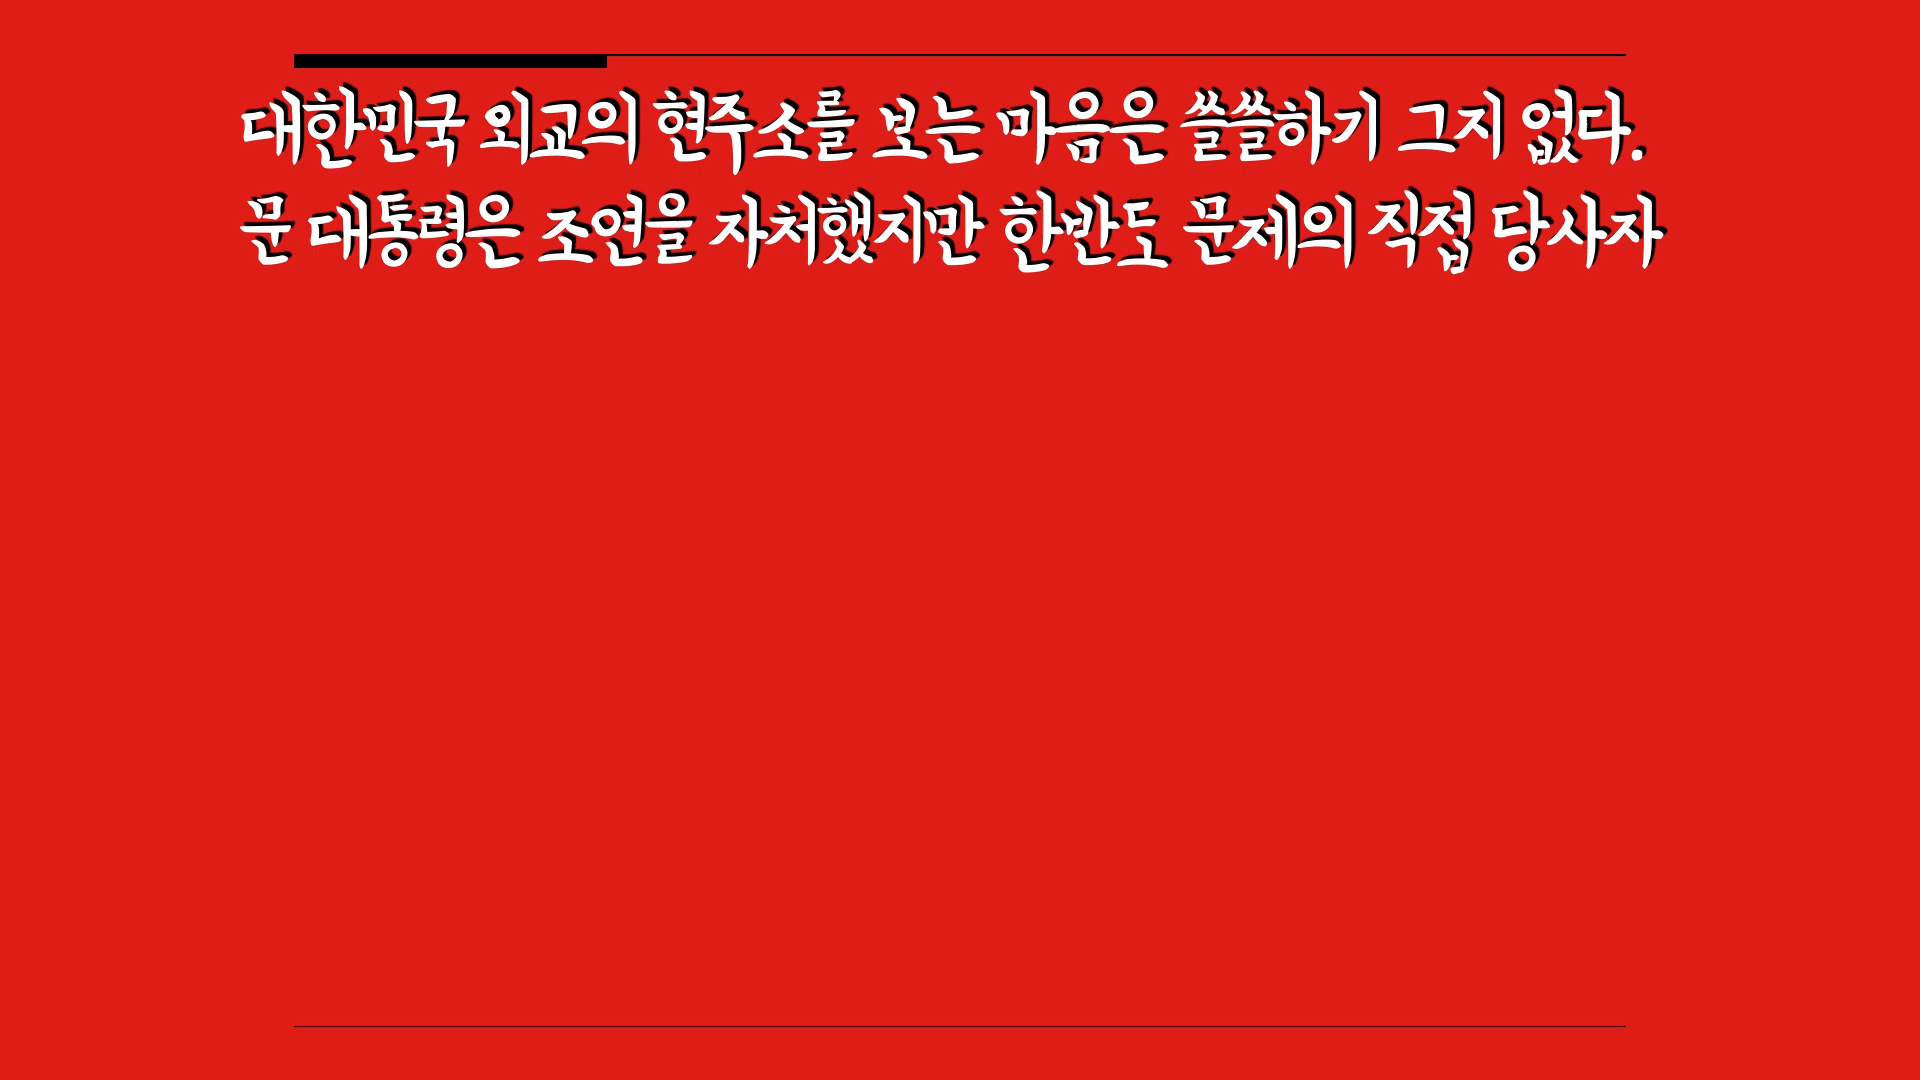 대한민국 외교의 현주소를 보는 마음은 쓸쓸하기 그지 없다.
문 대통령은 조연을 자처했지만 한반도 문제의 직접 당사자